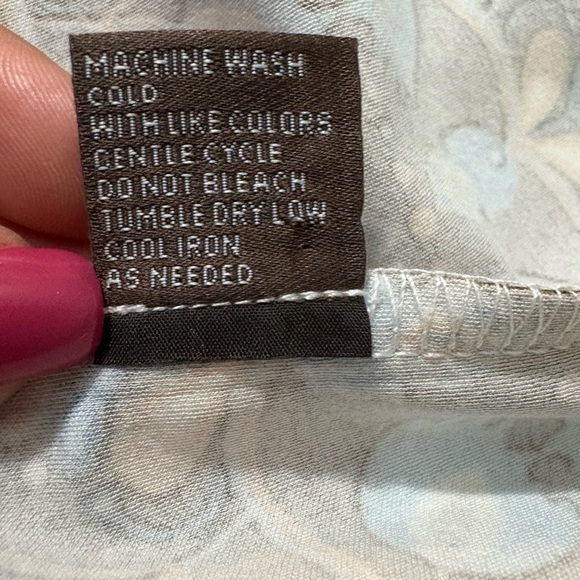 MACHINE WASH
COLD
WITH LIKE COLORS
GENTLE CYCLE
DO NOT BLEACH
TUMBLE DRY LOW
COOL IRON
AS NEEDED